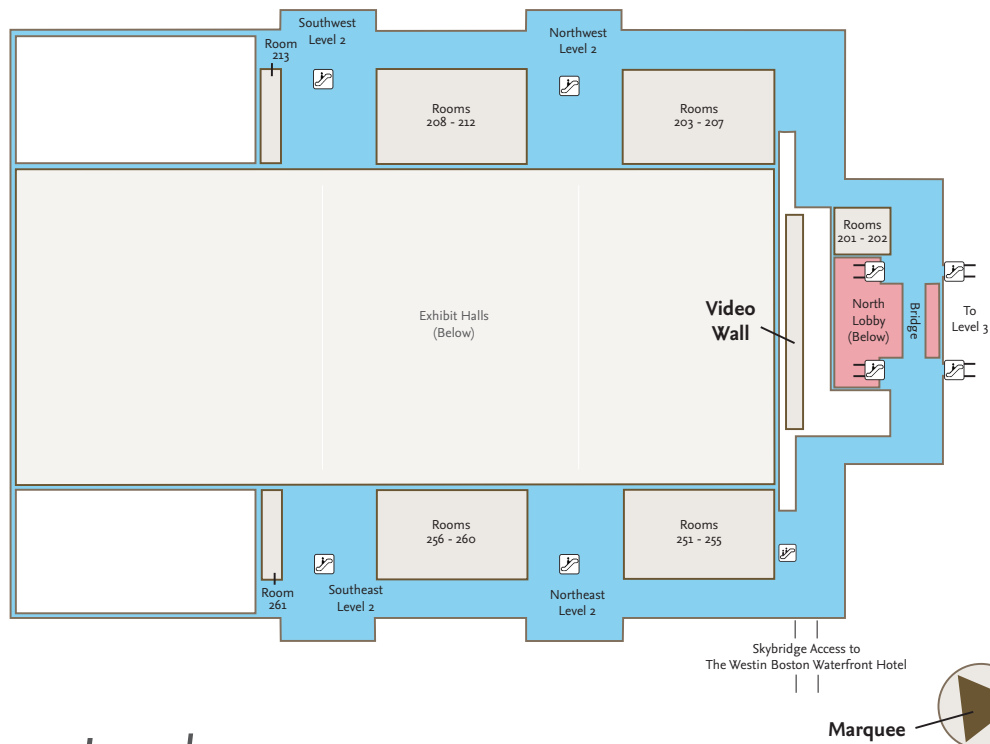 Southwest
Level 2
Northwest
Level 2
Room
213
Rooms
208 - 212
Rooms
203 - 207
Rooms
201 - 202
Exhibit Halls
(Below)
Video
Wall
North
Lobby
(Below)
Bridge
To
Level 3
Rooms
256 - 260
Rooms
251 - 255
Room
261
Southeast
Level 2
Northeast
Level 2
Skybridge Access to
The Westin Boston Waterfront Hotel
Marquee